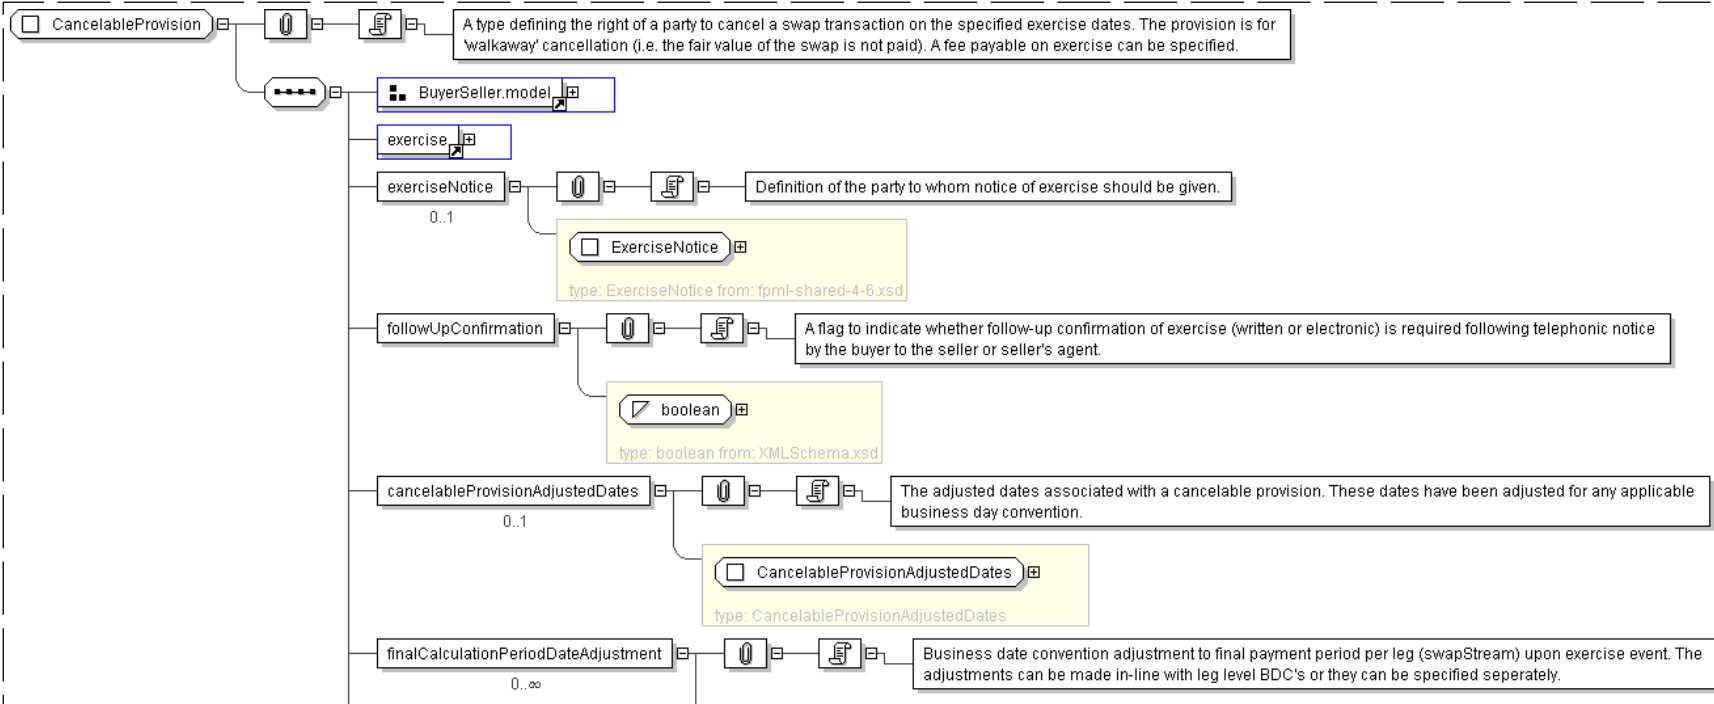 CancelableProvision
A type defining the right of a party to cancel a swap transaction on the specified exercise dates. The provision is for
'walkaway' cancellation (i.e. the fair value of the swap is not paid). A fee payable on exercise can be specified.
BuyerSeller.model
exercise
exerciseNotice
Definition of the party to whom notice of exercise should be given.
0..1
ExerciseNotice
type: ExerciseNotice from: fpml-shared-4-6.xsd
followUpConfirmation
A flag to indicate whether follow-up confirmation of exercise (written or electronic) is required following telephonic notice
by the buyer to the seller or seller's agent.
boolean
type: boolean from: XMLSchema.xsd
cancelableProvisionAdjustedDates
The adjusted dates associated with a cancelable provision. These dates have been adjusted for any applicable
business day convention.
0..1
CancelableProvisionAdjustedDates
type: CancelableProvisionAdjustedDates
finalCalculationPeriodDateAdjustment
Business date convention adjustment to final payment period per leg (swapStream) upon exercise event. The
adjustments can be made in-line with leg level BDC's or they can be specified seperately.
0..∞